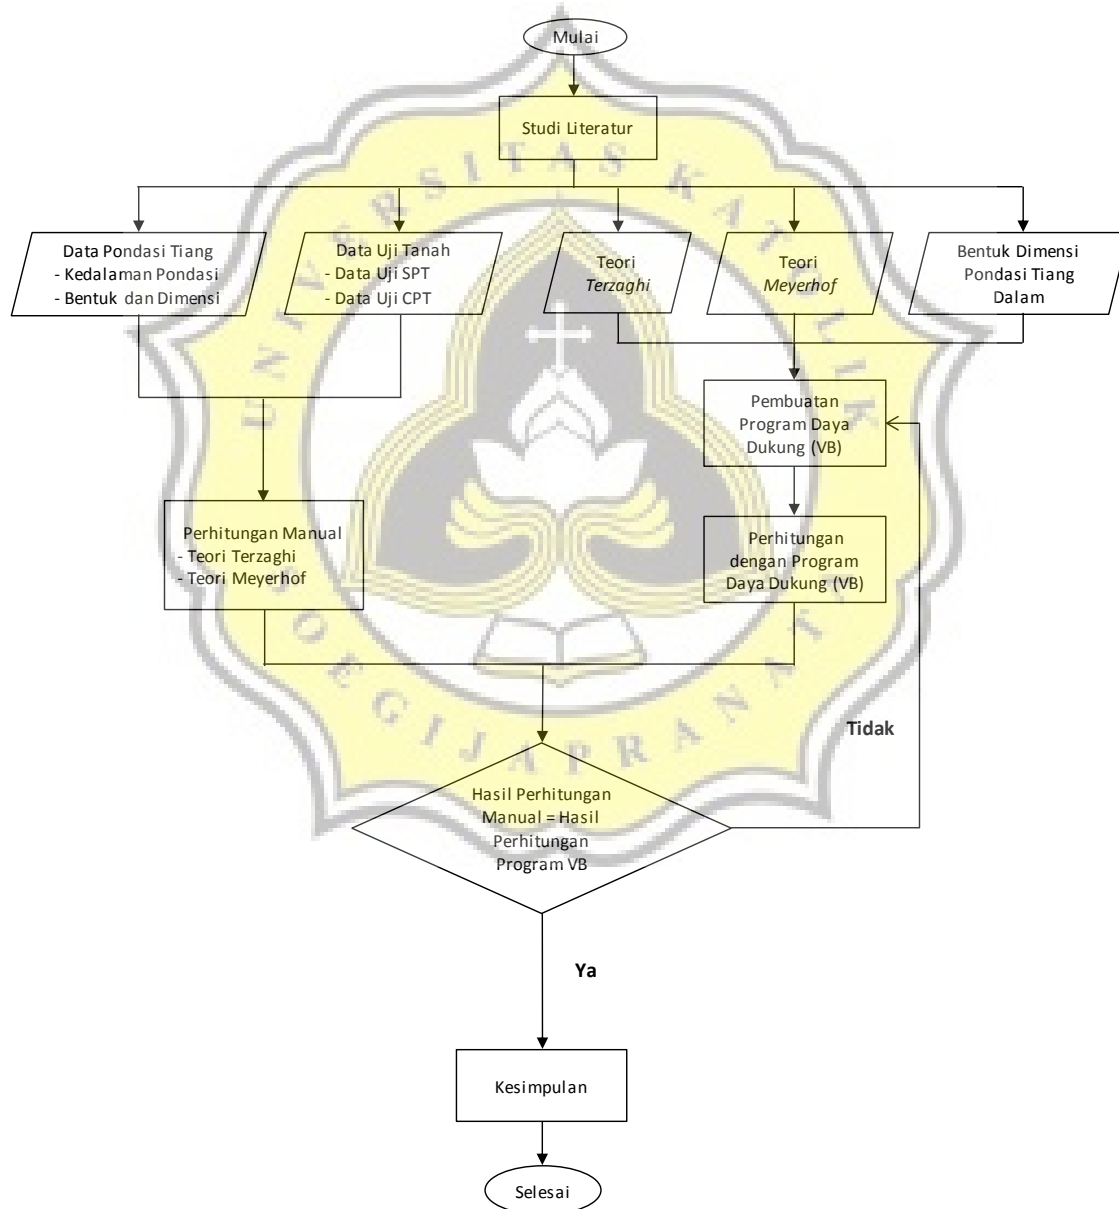 Mulai
Studi Literatur
Data Pondasi Tiang
- Kedalaman Pondasi
- Bentuk dan Dimensi
Data Uji Tanah
- Data Uji SPT
- Data Uji CPT
Teori
Terzaghi
Teori
Meyerhof
Bentuk Dimensi
Pondasi Tiang
Dalam
Pembuatan
Program Daya
Dukung (VB)
Perhitungan Manual
- Teori Terzaghi
- Teori Meyerhof
Perhitungan
dengan Program
Daya Dukung (VB)
Tidak
Hasil Perhitungan
Manual = Hasil
Perhitungan
Program VB
Ya
Kesimpulan
Selesai
UNIVERSITAS KATOLIK
SOEGIJAPRANATA